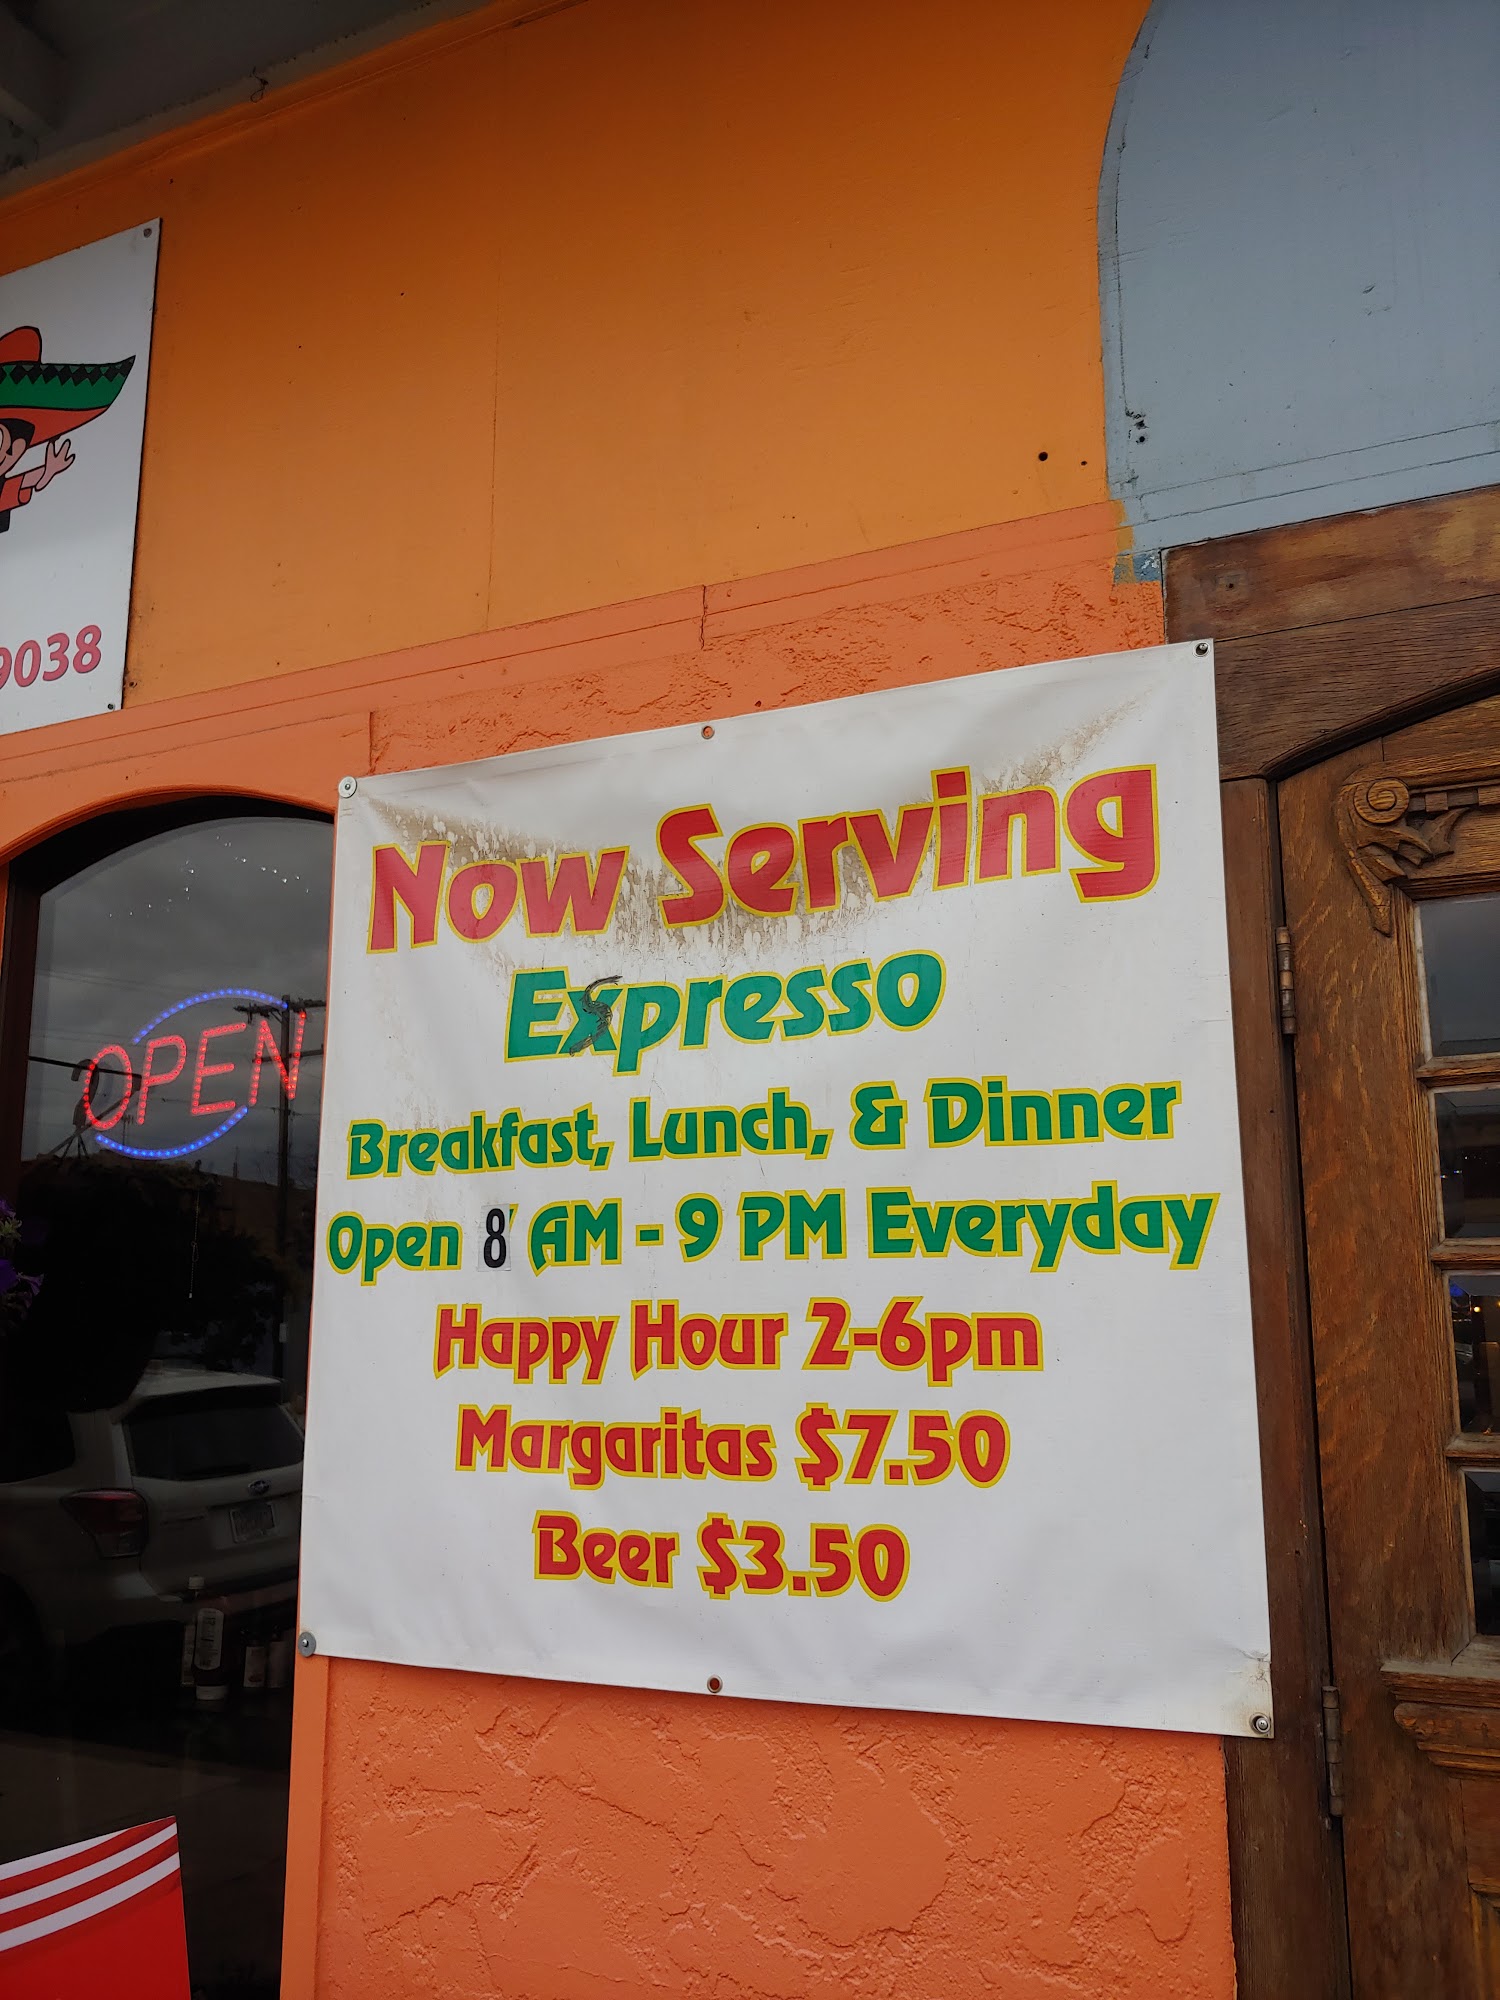 9038
OPEN
Now Serving
Expresso
Breakfast, Lunch, & Dinner
Open 8 AM - 9 PM Everyday
Happy Hour 2-6pm
Margaritas $7.50
Beer $3.50